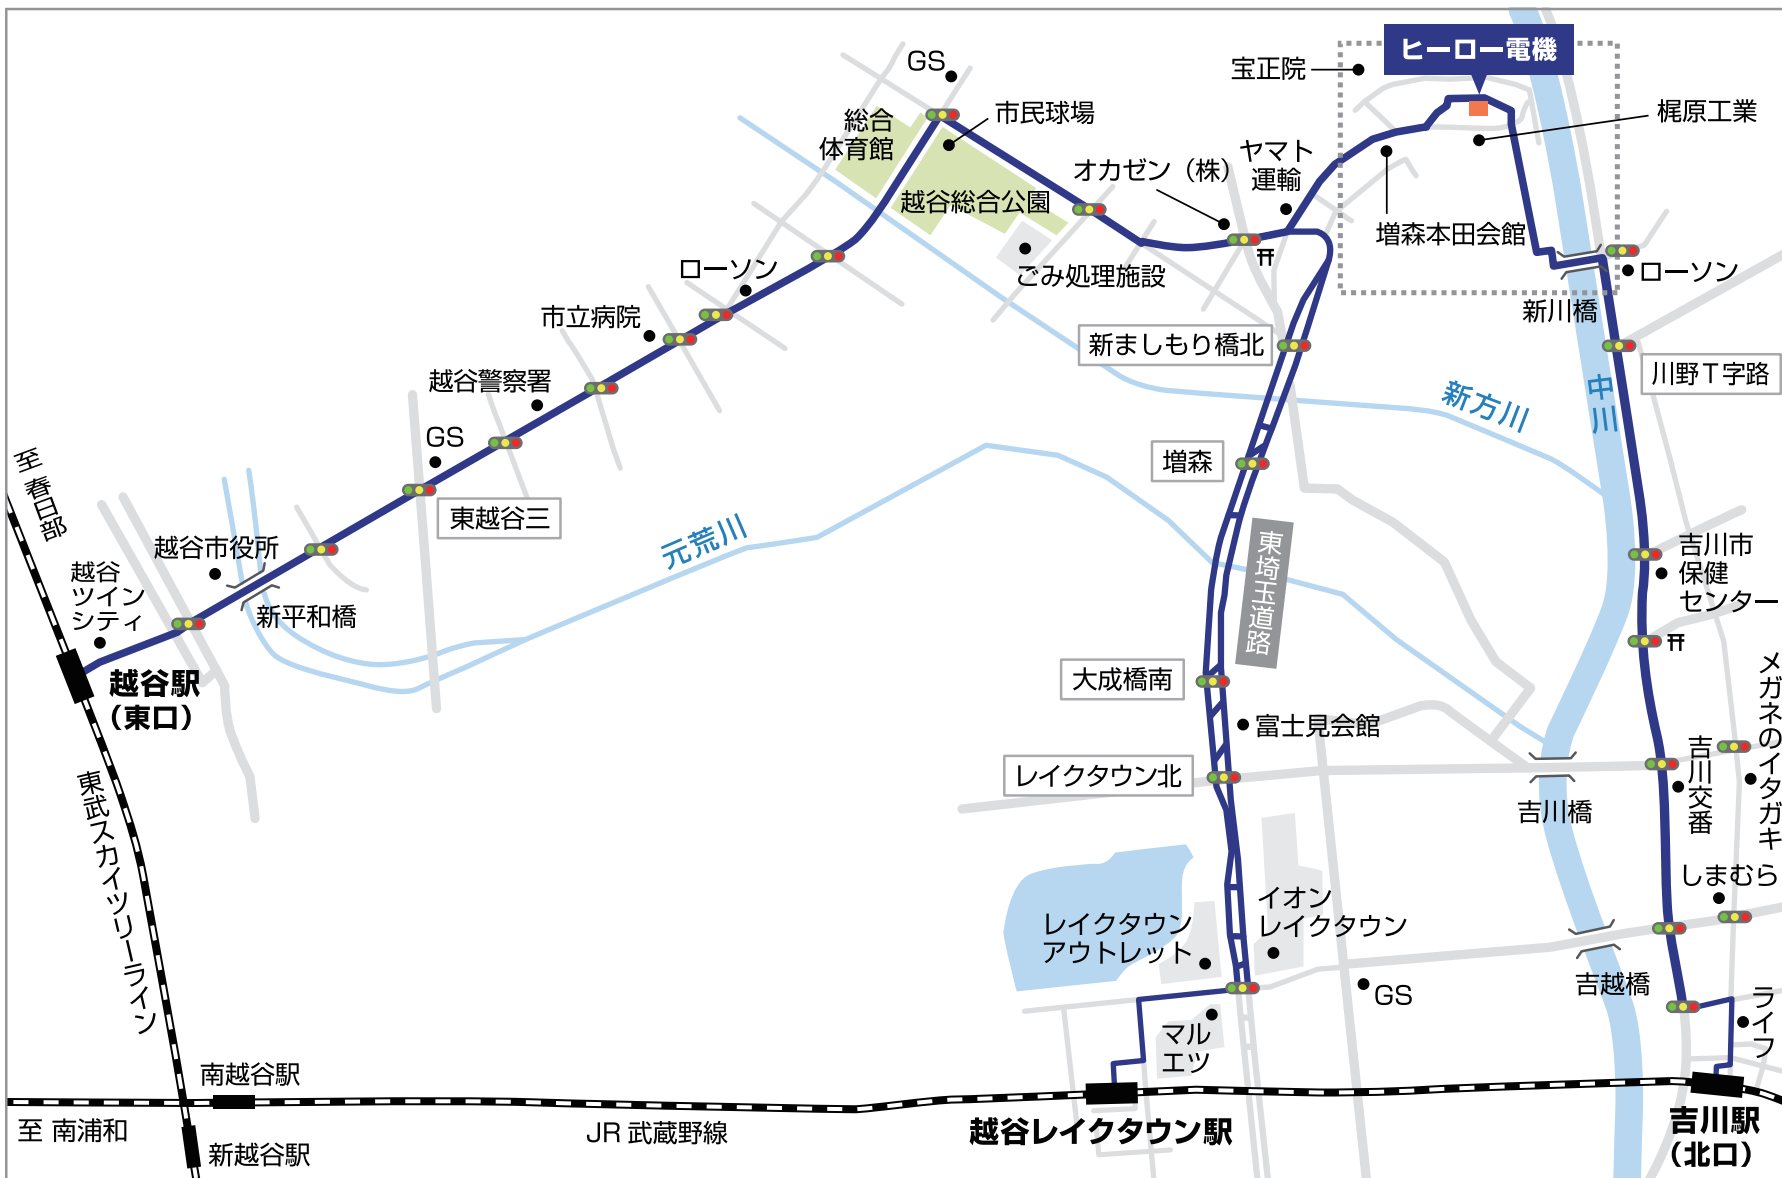 GS
宝正院
ヒーロー電機
総合
体育館
市民球場
梶原工業
オカゼン（株）
ヤマト
運輸
越谷総合公園
増森本田会館
ローソン
ごみ処理施設
ローソン
市立病院
新川橋
新ましもり橋北
川野T字路
越谷警察署
新方川
中川
GS
増森
至 春日部
東越谷三
元荒川
越谷市役所
東埼玉道路
吉川市
保健
センター
越谷
ツイン
シティ
新平和橋
越谷駅
（東口）
大成橋南
富士見会館
メガネのイタガキ
吉川交番
レイクタウン北
吉川橋
東武スカイツリーライン
しまむら
イオン
レイクタウン
レイクタウン
アウトレット
吉越橋
GS
ライフ
マル
エツ
南越谷駅
至 南浦和
JR 武蔵野線
越谷レイクタウン駅
吉川駅
（北口）
新越谷駅